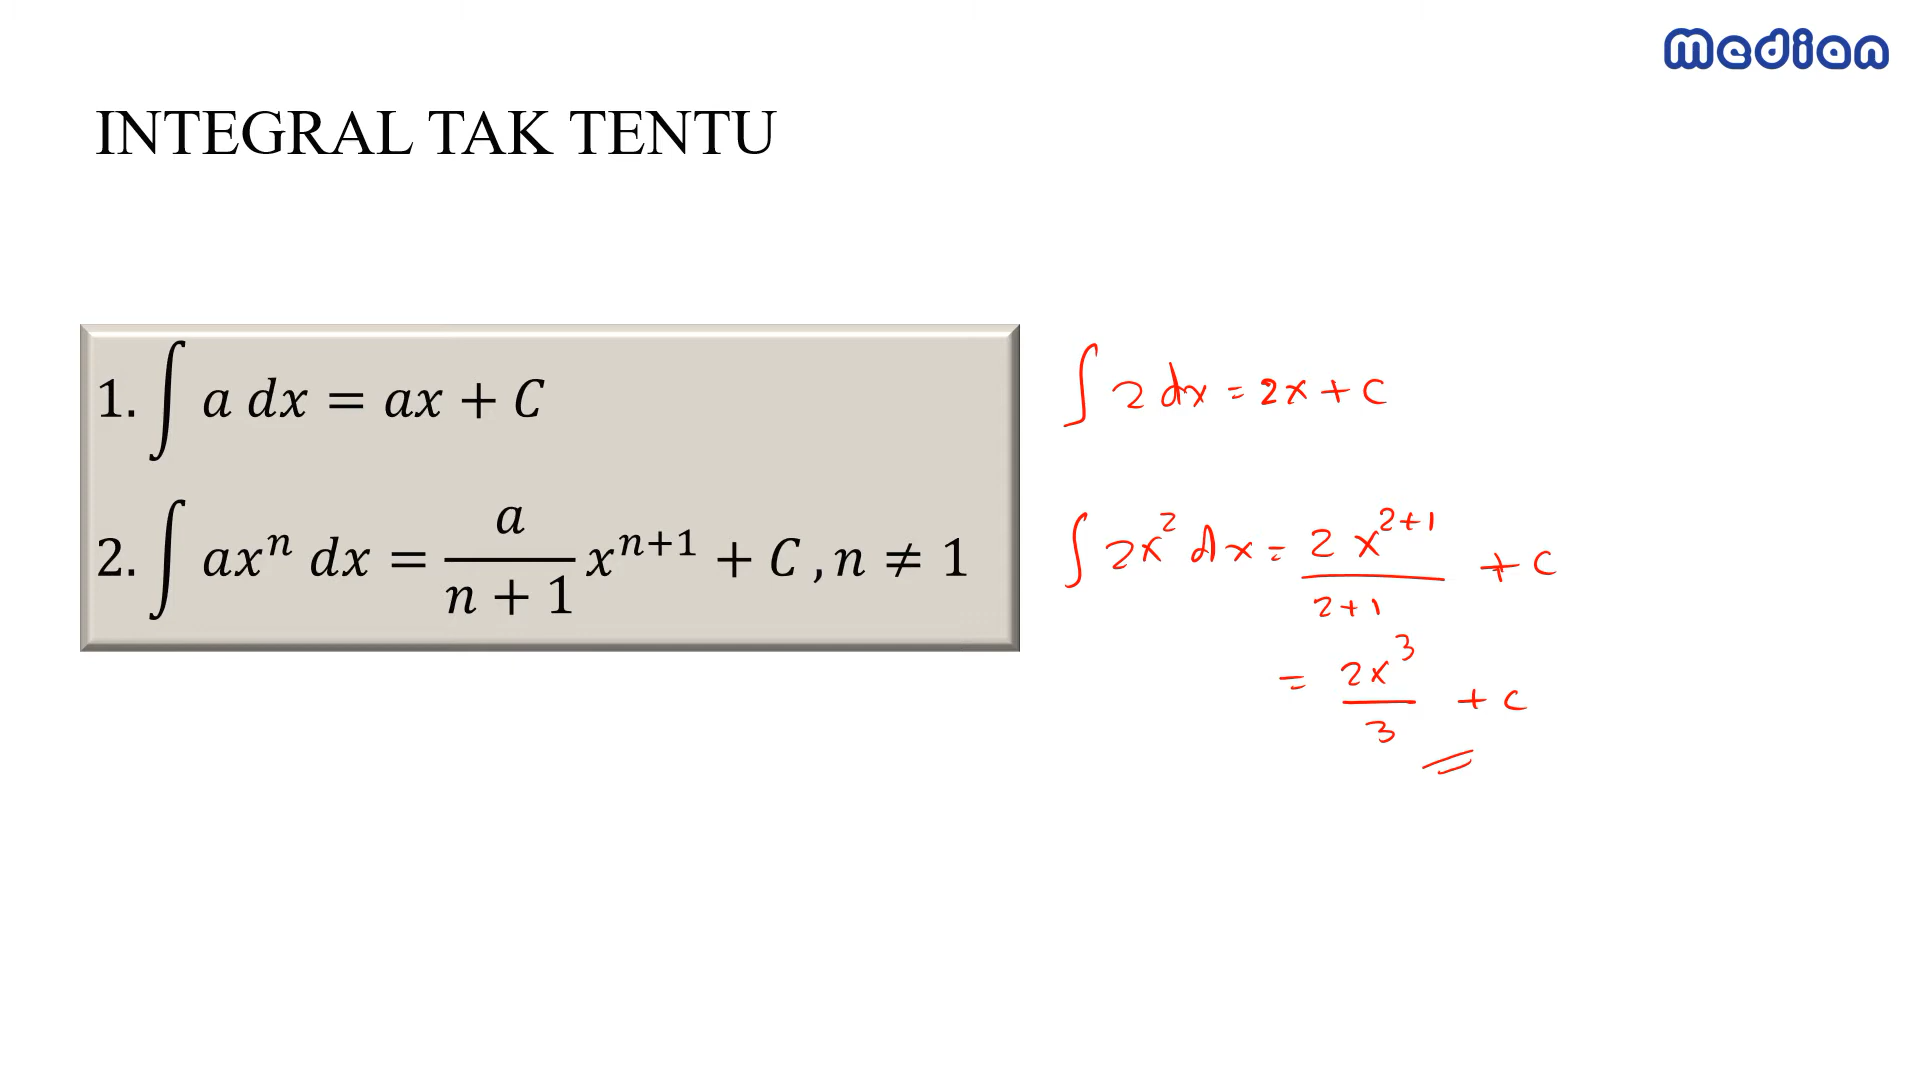 Median
INTEGRAL TAK TENTU
1. ∫ a dx = ax + C
2. ∫ axⁿ dx = a/(n + 1) xⁿ⁺¹ + C , n ≠ 1
∫ 2 dx = 2x + C
∫ 2x² dx = 2 x²⁺¹/(2+1) + C
= 2x³/3 + C